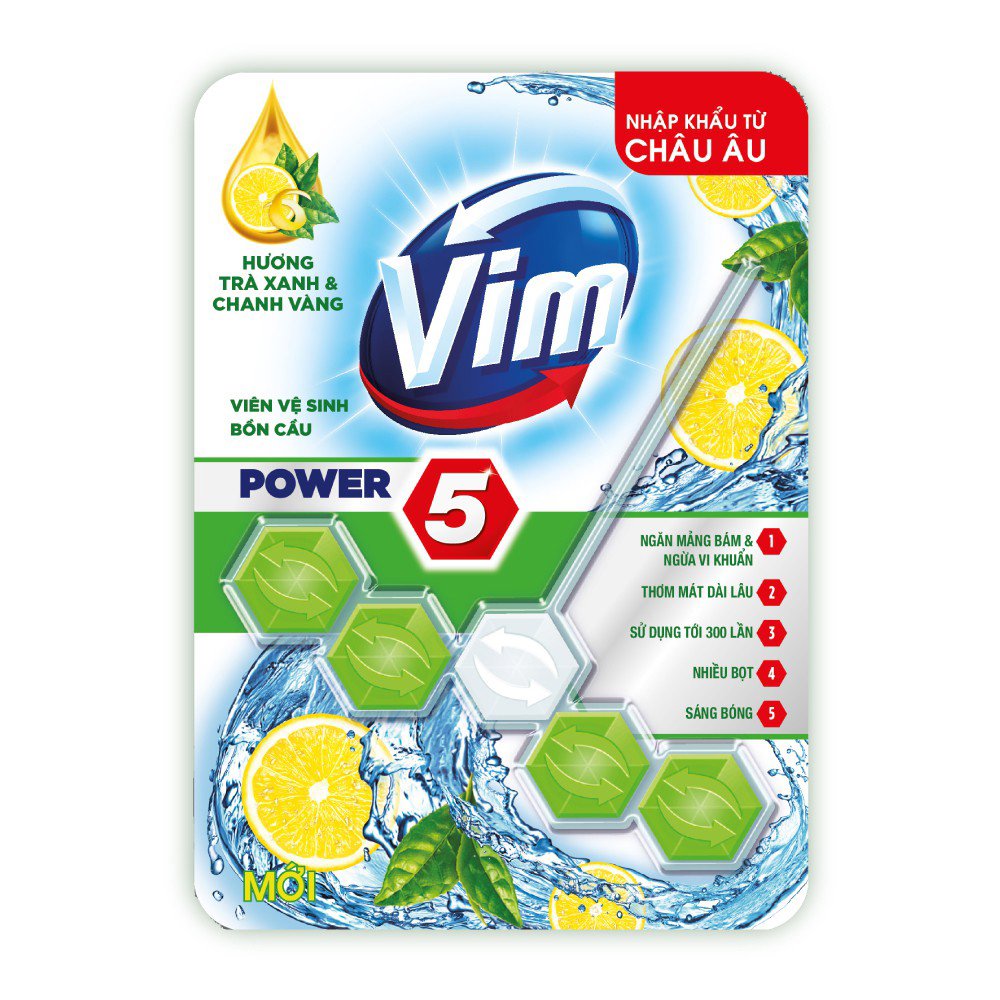 NHẬP KHẨU TỪ
CHÂU ÂU
HƯƠNG
TRÀ XANH &
CHANH VÀNG
Vim
VIÊN VỆ SINH
BỒN CẦU
POWER 5
NGĂN MẢNG BÁM & 1
NGỪA VI KHUẨN
THƠM MÁT DÀI LÂU 2
SỬ DỤNG TỚI 300 LẦN 3
NHIỀU BỌT 4
SÁNG BÓNG 5
MỚI